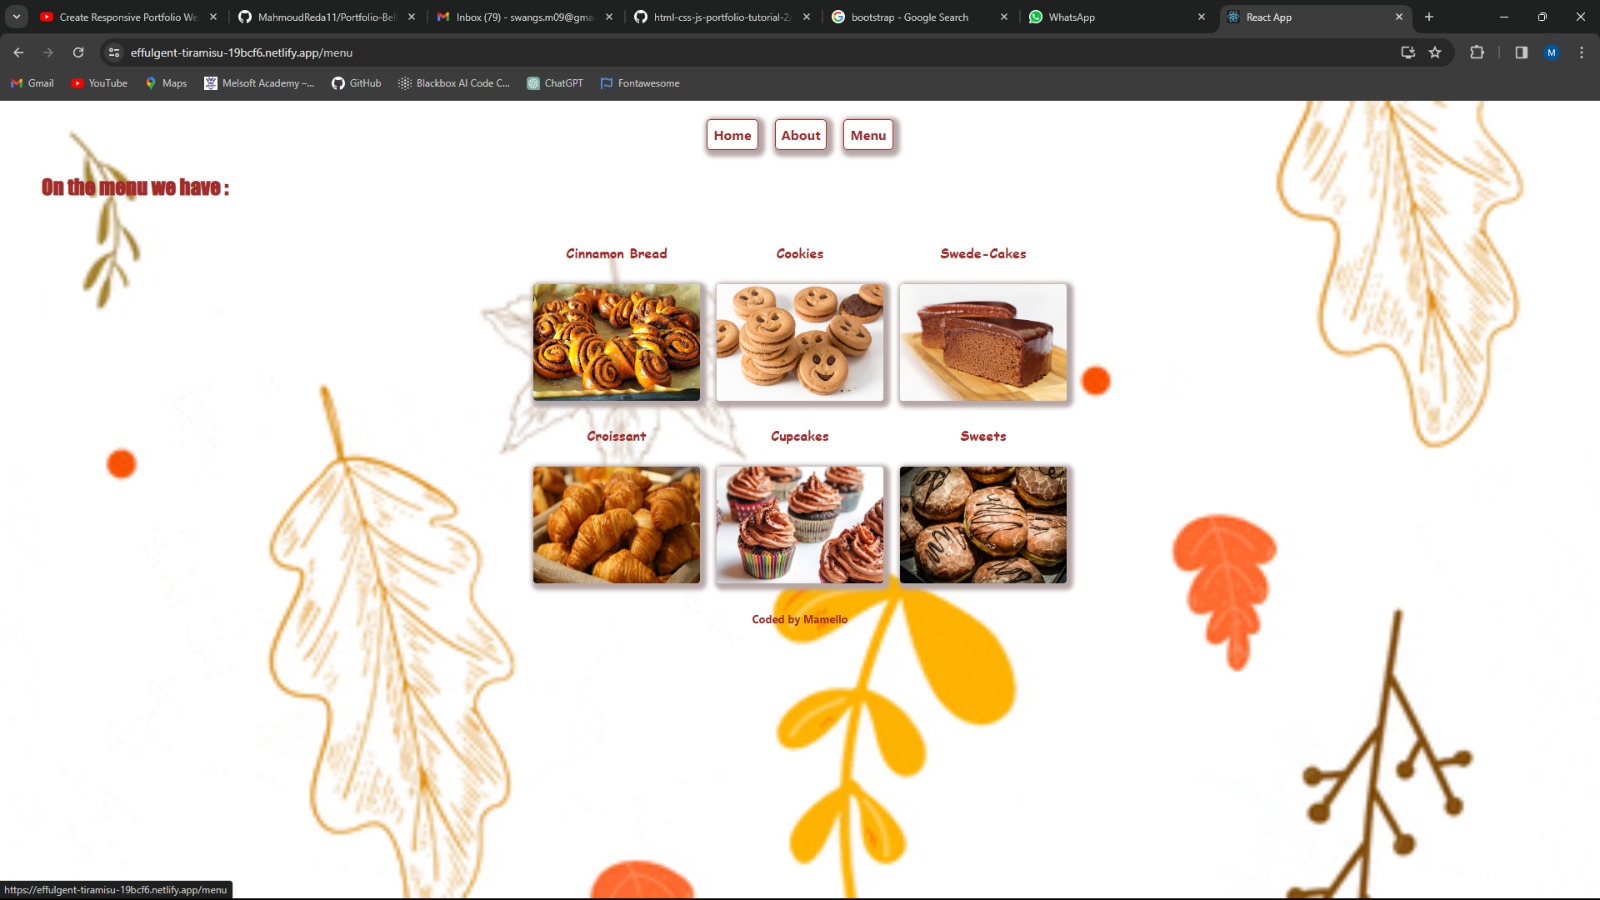 Create Responsive Portfolio We
MahmoudReda11/Portfolio-Bel
Inbox (79) - swangs.m09@gma
html-css-js-portfolio-tutorial-2/
bootstrap - Google Search
WhatsApp
React App
effulgent-tiramisu-19bcf6.netlify.app/menu
M
Gmail
YouTube
Maps
Melsoft Academy –...
GitHub
Blackbox AI Code C...
ChatGPT
Fontawesome
Home
About
Menu
On the menu we have :
Cinnamon Bread
Cookies
Swede-Cakes
Croissant
Cupcakes
Sweets
Coded by Mamello
https://effulgent-tiramisu-19bcf6.netlify.app/menu